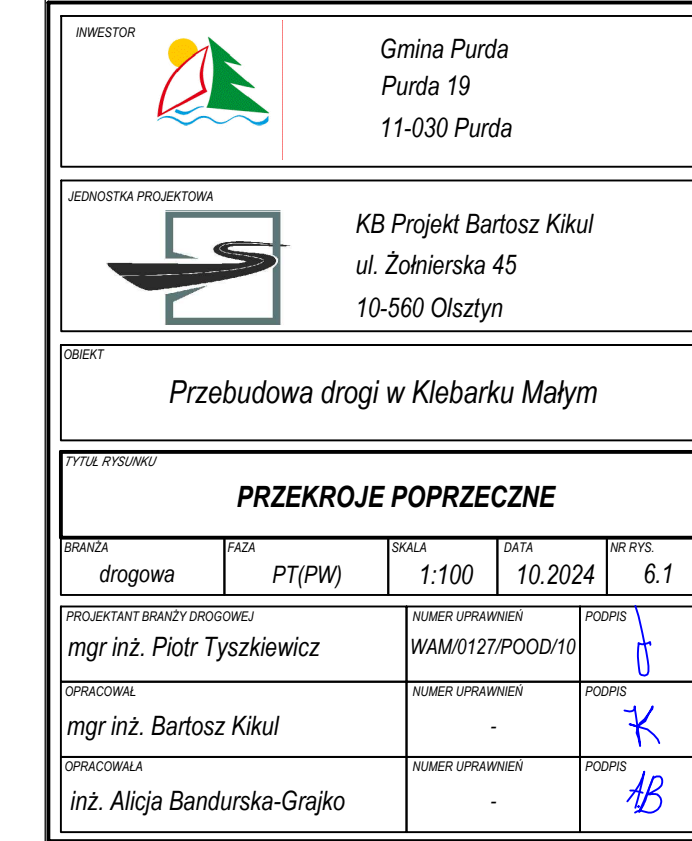 INWESTOR
Gmina Purda
Purda 19
11-030 Purda
JEDNOSTKA PROJEKTOWA
KB Projekt Bartosz Kikul
ul. Żołnierska 45
10-560 Olsztyn
OBIEKT
Przebudowa drogi w Klebarku Małym
TYTUŁ RYSUNKU
PRZEKROJE POPRZECZNE
BRANŻA FAZA SKALA DATA NR RYS.
drogowa PT(PW) 1:100 10.2024 6.1
PROJEKTANT BRANŻY DROGOWEJ NUMER UPRAWNIEŃ PODPIS
mgr inż. Piotr Tyszkiewicz WAM/0127/POOD/10
OPRACOWAŁ NUMER UPRAWNIEŃ PODPIS
mgr inż. Bartosz Kikul - K
OPRACOWAŁA NUMER UPRAWNIEŃ PODPIS
inż. Alicja Bandurska-Grajko - AB